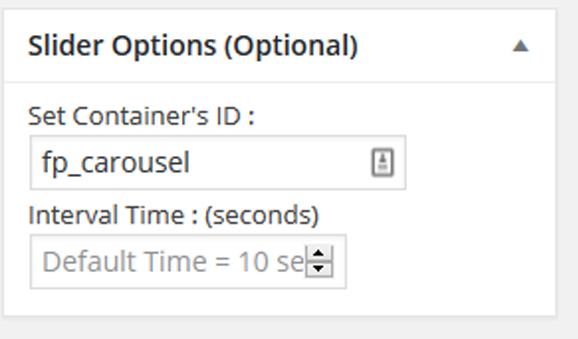 Slider Options (Optional)
Set Container's ID :
fp_carousel
Interval Time : (seconds)
Default Time = 10 se